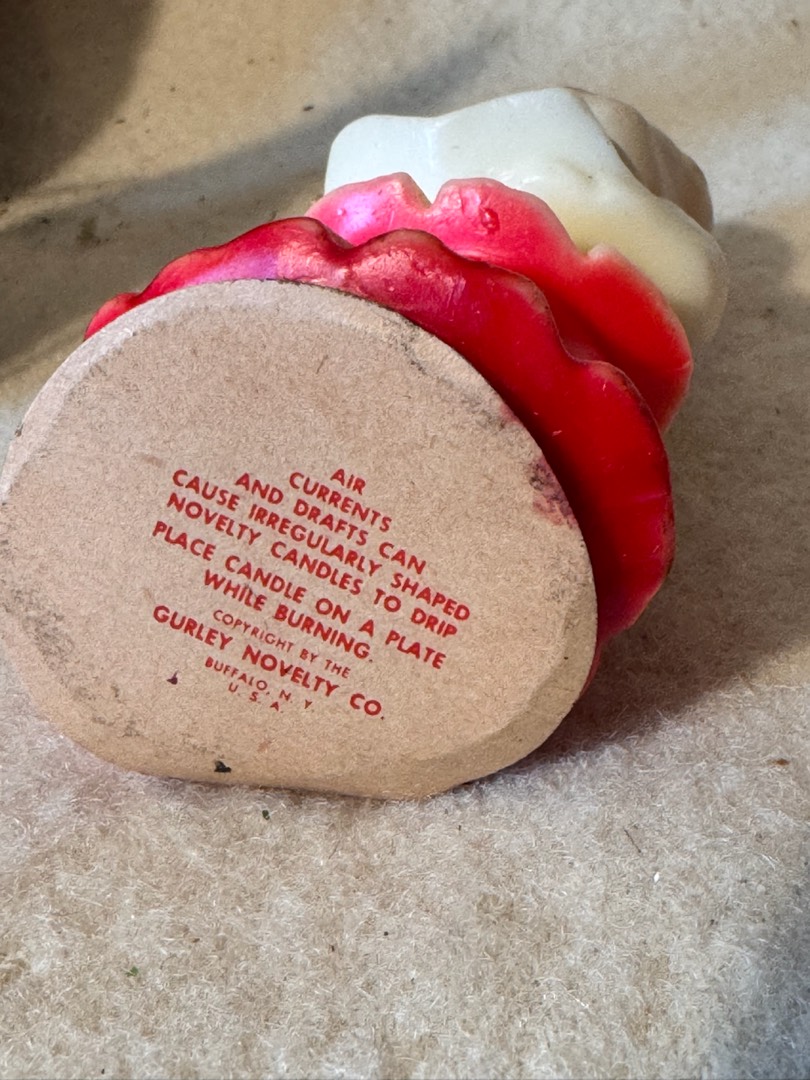 AIR
CURRENTS
AND DRAFTS CAN
CAUSE IRREGULARLY SHAPED
NOVELTY CANDLES TO DRIP
PLACE CANDLE ON A PLATE
WHILE BURNING.
COPYRIGHT BY THE
GURLEY NOVELTY CO.
BUFFALO, N. Y.
U. S. A.